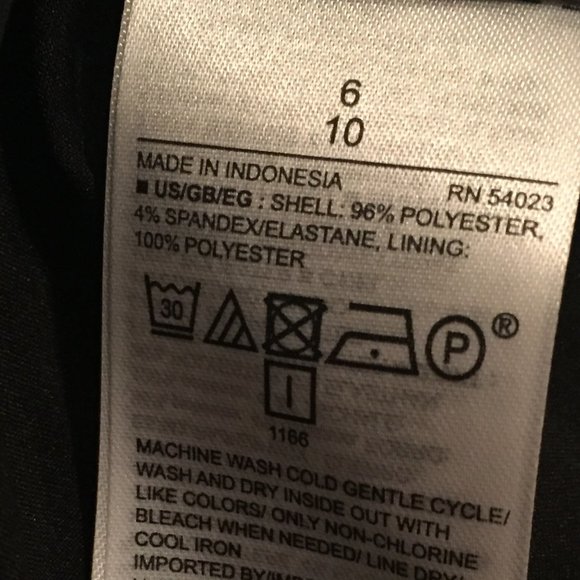 6
10
MADE IN INDONESIA RN 54023
■ US/GB/EG : SHELL: 96% POLYESTER,
4% SPANDEX/ELASTANE, LINING:
100% POLYESTER
30 P ®
1166
MACHINE WASH COLD GENTLE CYCLE/
WASH AND DRY INSIDE OUT WITH
LIKE COLORS/ ONLY NON-CHLORINE
BLEACH WHEN NEEDED/ LINE DRY
COOL IRON
IMPORTED BY